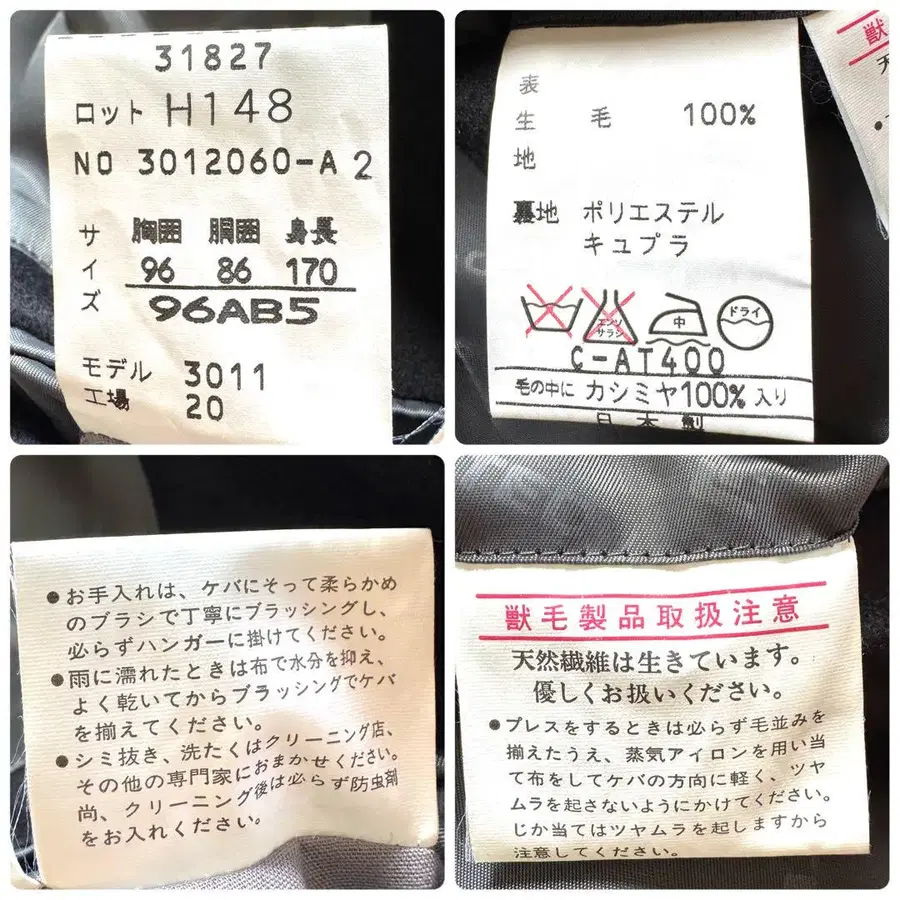 31827
ロット H148
NO 3012060-A 2
サイズ
胸囲 胴囲 身長
96 86 170
96AB5
モデル 3011
工場 20
表生地 毛 100%
裏地 ポリエステル
キュプラ
エンソサラシ 中 ドライ
C-AT400
毛の中に カシミヤ100% 入り
日本製
●お手入れは、ケバにそって柔らかめ
のブラシで丁寧にブラッシングし、
必らずハンガーに掛けてください。
●雨に濡れたときは布で水分を抑え、
よく乾いてからブラッシングでケバ
を揃えてください。
●シミ抜き、洗たくはクリーニング店、
その他の専門家におまかせください。
尚、クリーニング後は必らず防虫剤
をお入れください。
獣毛製品取扱注意
天然繊維は生きています。
優しくお扱いください。
●プレスをするときは必らず毛並みを
揃えたうえ、蒸気アイロンを用い当
て布をしてケバの方向に軽く、ツヤ
ムラを起さないようにかけてください。
じか当てはツヤムラを起しますから
注意してください。